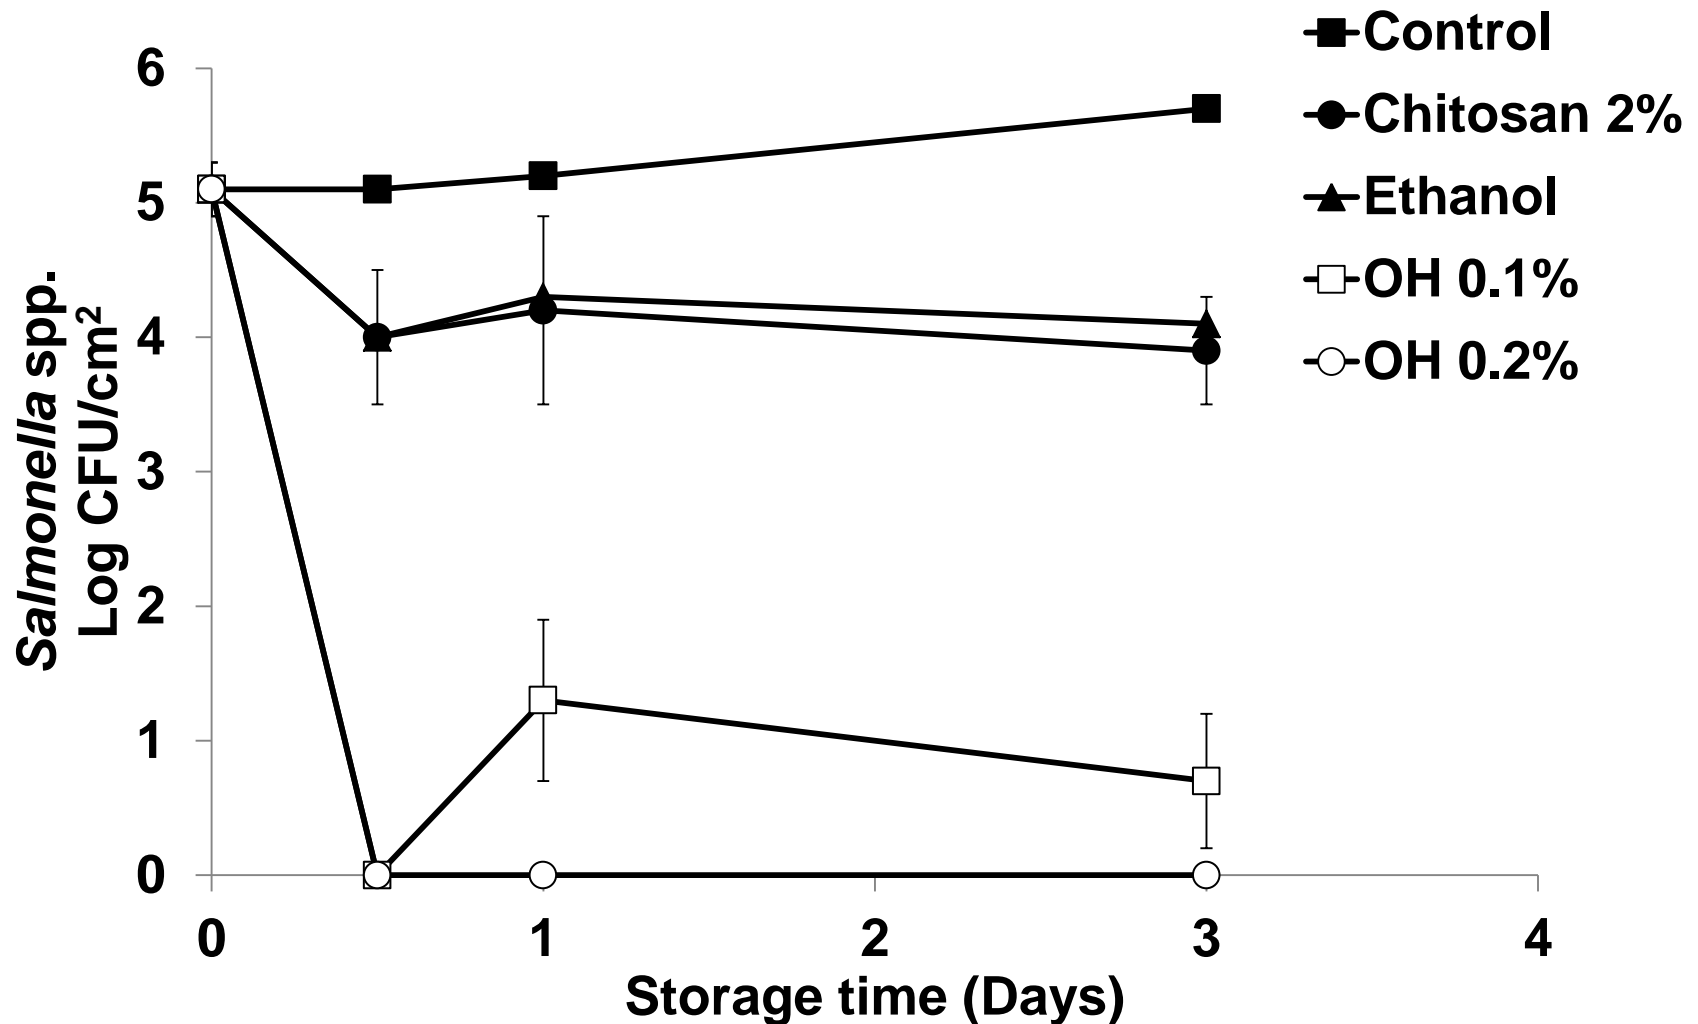 Control
Chitosan 2%
Ethanol
OH 0.1%
OH 0.2%
6
5
4
3
2
1
0
Salmonella spp.
Log CFU/cm²
0 1 2 3 4
Storage time (Days)